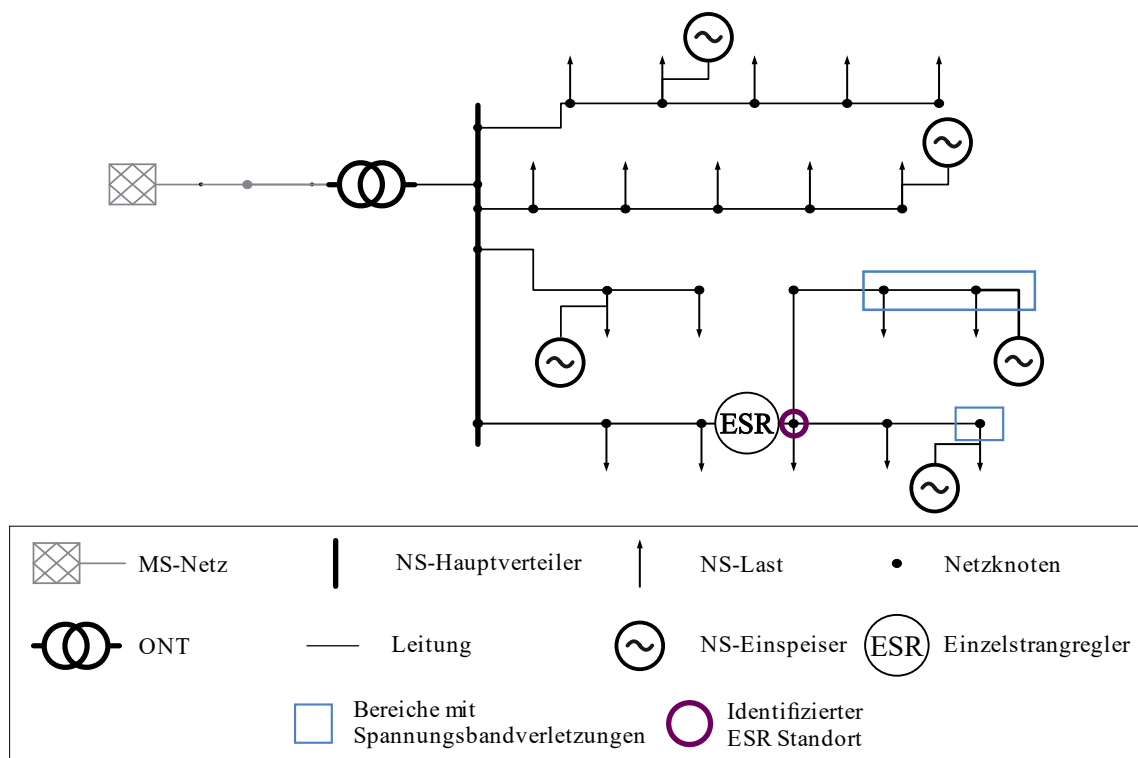 ESR
MS-Netz
NS-Hauptverteiler
NS-Last
Netzknoten
ONT
Leitung
NS-Einspeiser
ESR
Einzelstrangregler
Bereiche mit
Spannungsbandverletzungen
Identifizierter
ESR Standort